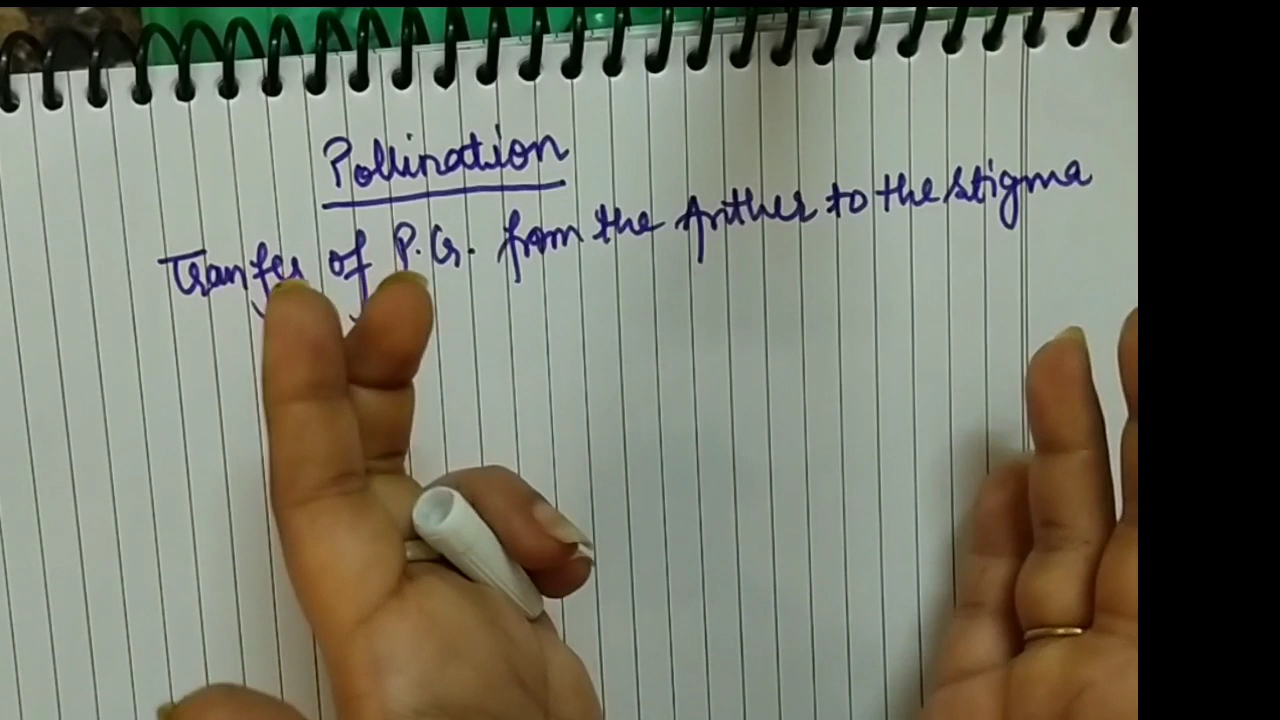 Pollination
Tranfer of P.G. from the Anther to the stigma